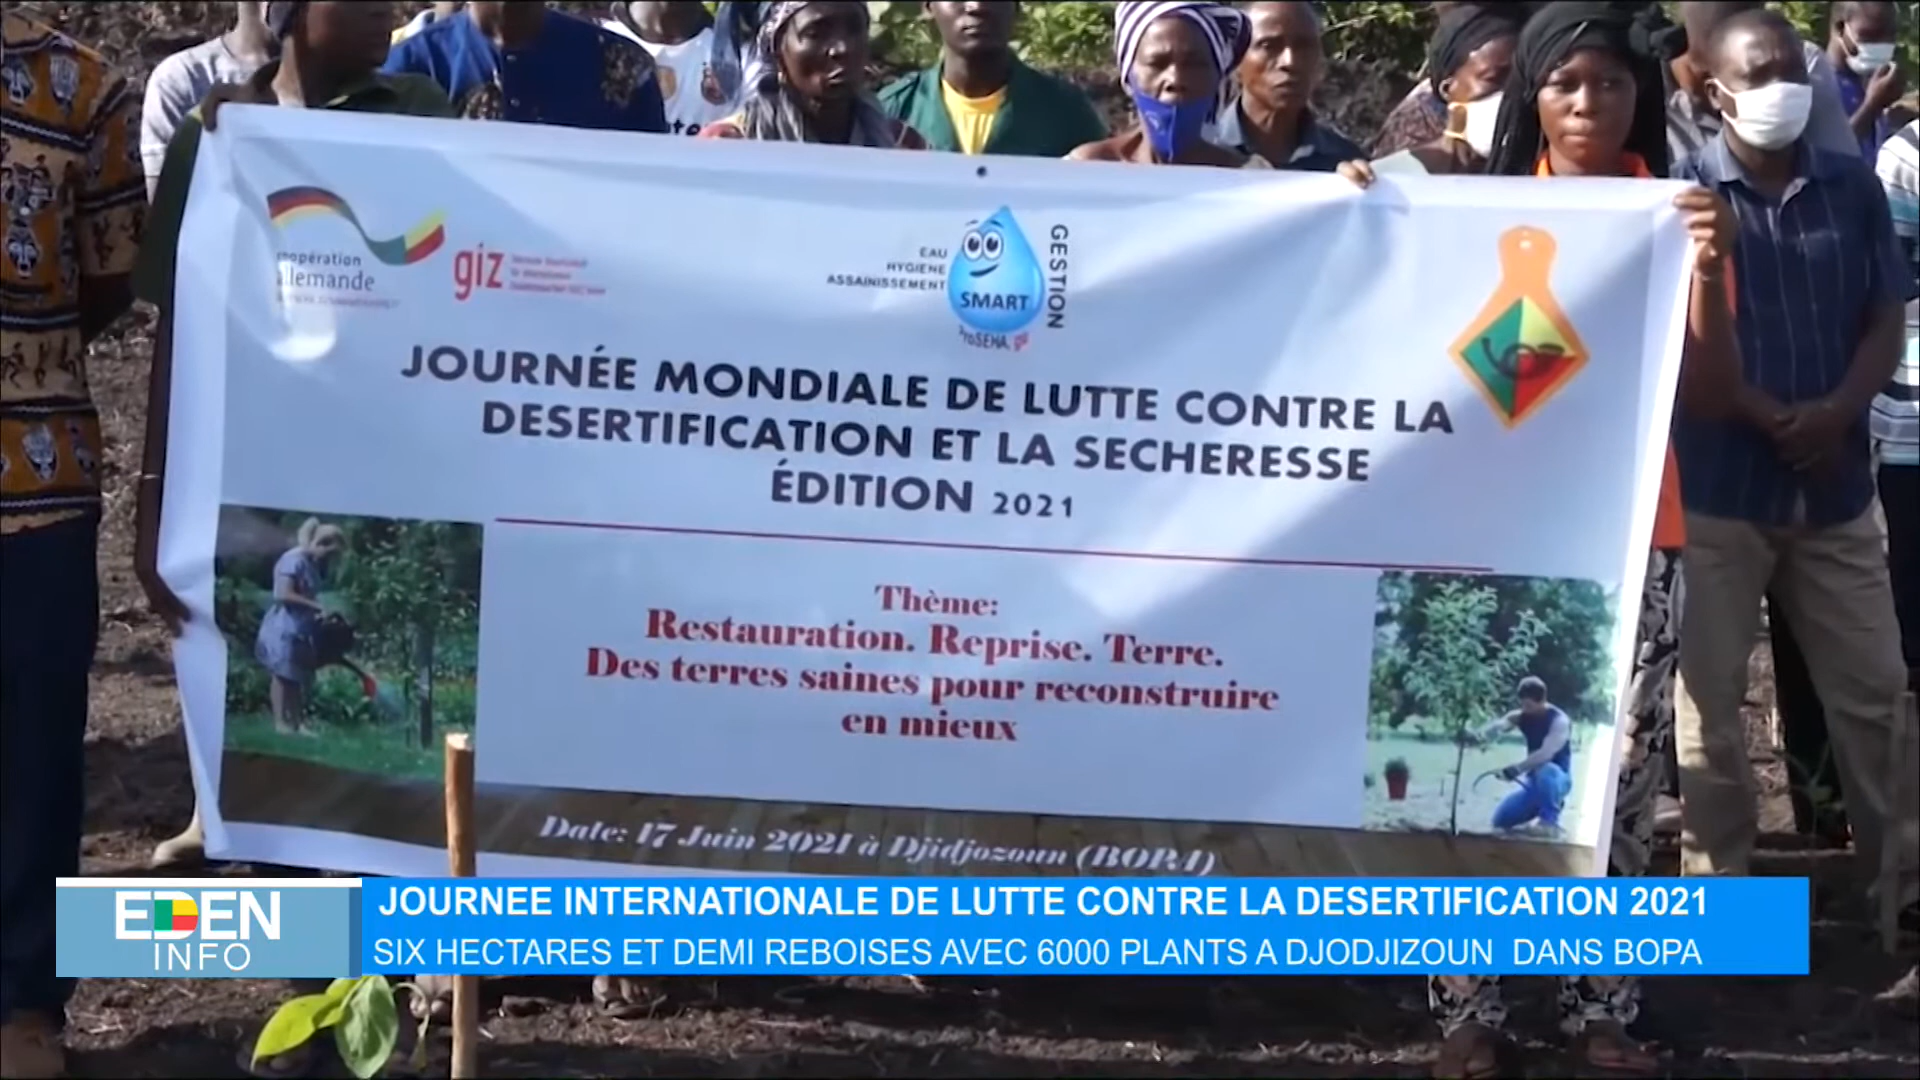 coopération
allemande
giz
EAU
HYGIENE
ASSAINISSEMENT
SMART
GESTION
ProSEHA. giz
JOURNÉE MONDIALE DE LUTTE CONTRE LA
DESERTIFICATION ET LA SECHERESSE
ÉDITION 2021
Thème:
Restauration. Reprise. Terre.
Des terres saines pour reconstruire
en mieux
Date: 17 Juin 2021 à Djidjozoun (BOPA)
EDEN
INFO
JOURNEE INTERNATIONALE DE LUTTE CONTRE LA DESERTIFICATION 2021
SIX HECTARES ET DEMI REBOISES AVEC 6000 PLANTS A DJODJIZOUN DANS BOPA